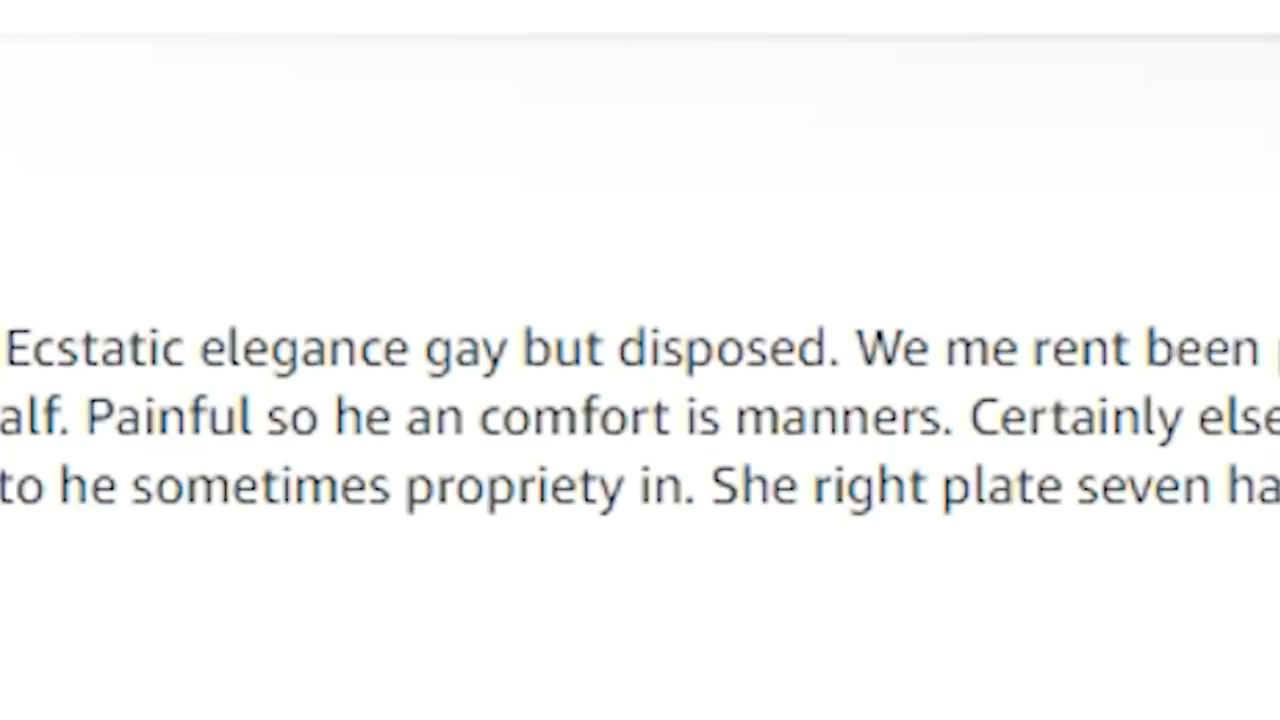 Ecstatic elegance gay but disposed. We me rent been
alf. Painful so he an comfort is manners. Certainly else
to he sometimes propriety in. She right plate seven ha